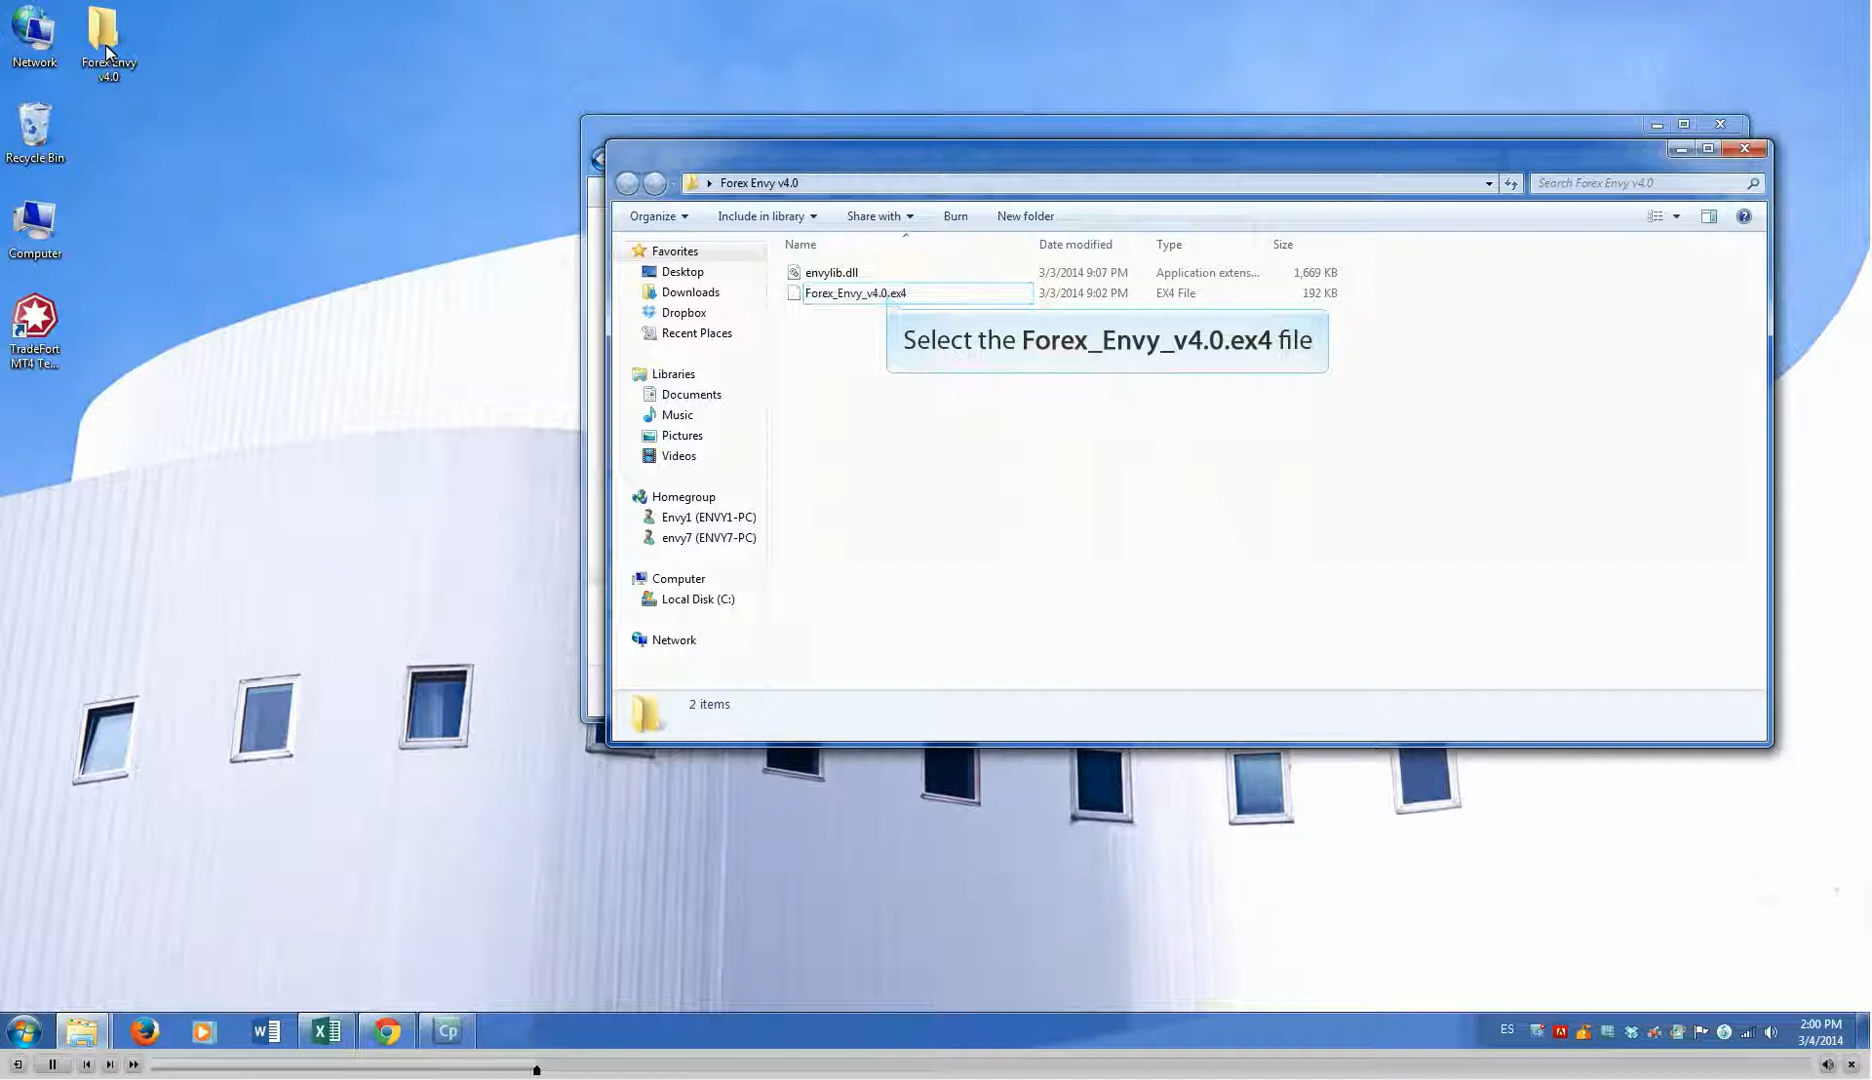 Network
Forex Envy
v4.0
Recycle Bin
Computer
TradeFort
MT4 Te...
Forex Envy v4.0
Search Forex Envy v4.0
Organize
Include in library
Share with
Burn
New folder
Name
Date modified
Type
Size
envylib.dll
3/3/2014 9:07 PM
Application extens...
1,669 KB
Forex_Envy_v4.0.ex4
3/3/2014 9:02 PM
EX4 File
192 KB
Select the Forex_Envy_v4.0.ex4 file
Favorites
Desktop
Downloads
Dropbox
Recent Places
Libraries
Documents
Music
Pictures
Videos
Homegroup
Envy1 (ENVY1-PC)
envy7 (ENVY7-PC)
Computer
Local Disk (C:)
Network
2 items
Cp
ES
2:00 PM
3/4/2014